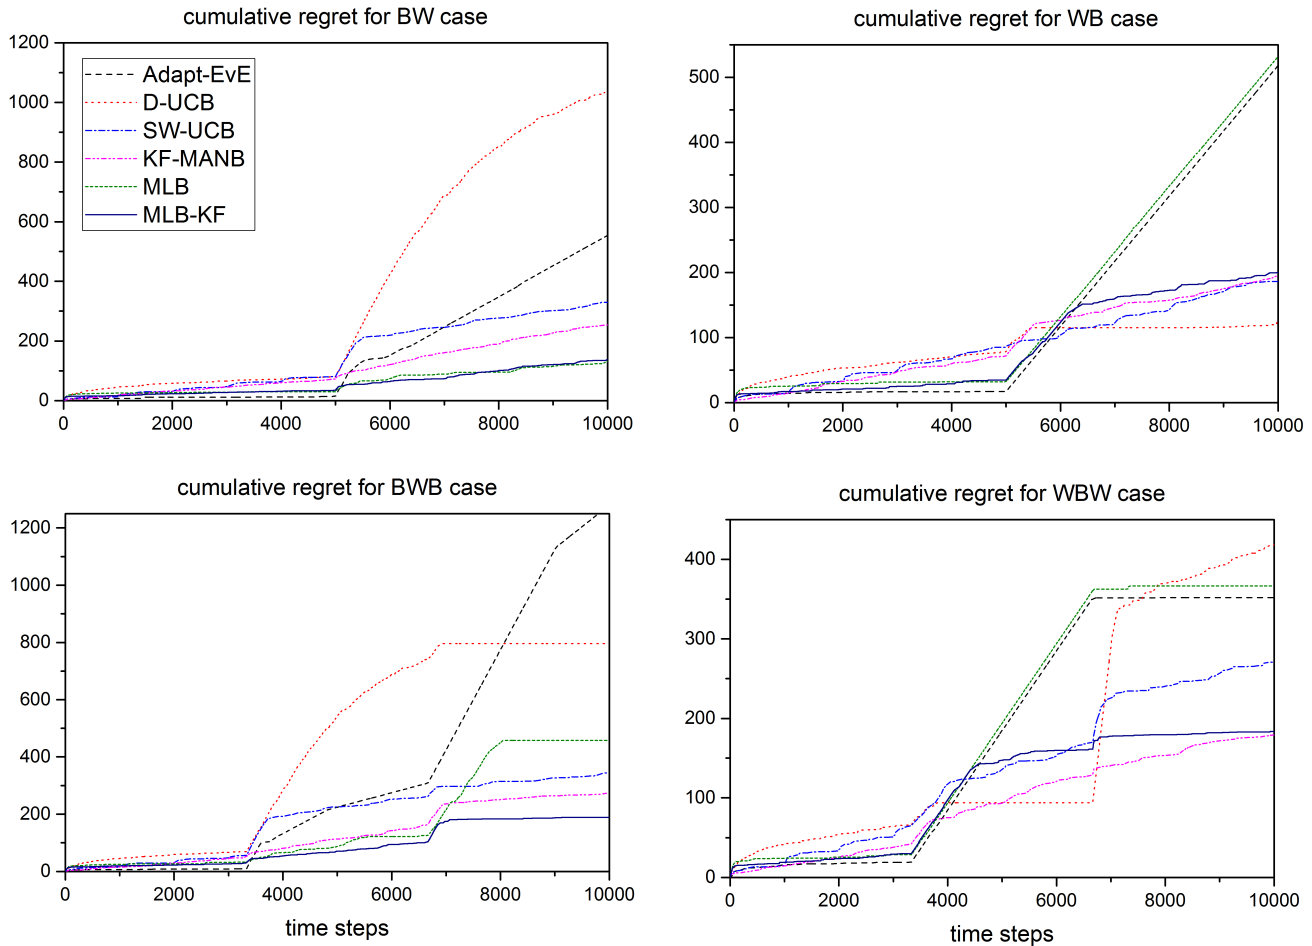 cumulative regret for BW case
1200
1000
800
600
400
200
0
0 2000 4000 6000 8000 10000
Adapt-EvE
D-UCB
SW-UCB
KF-MANB
MLB
MLB-KF
cumulative regret for WB case
500
400
300
200
100
0
0 2000 4000 6000 8000 10000
cumulative regret for BWB case
1200
1000
800
600
400
200
0
0 2000 4000 6000 8000 10000
time steps
cumulative regret for WBW case
400
300
200
100
0
0 2000 4000 6000 8000 10000
time steps